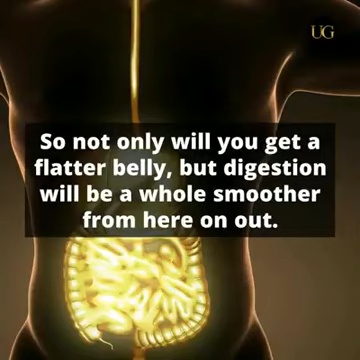 UG
So not only will you get a
flatter belly, but digestion
will be a whole smoother
from here on out.